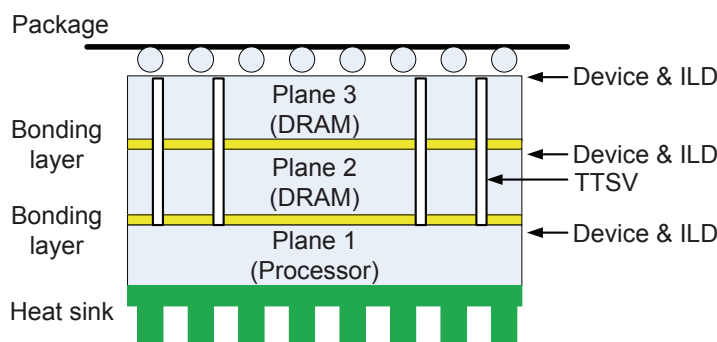 Package
Device & ILD
Plane 3
(DRAM)
Bonding
layer
Device & ILD
Plane 2
(DRAM)
TTSV
Bonding
layer
Device & ILD
Plane 1
(Processor)
Heat sink